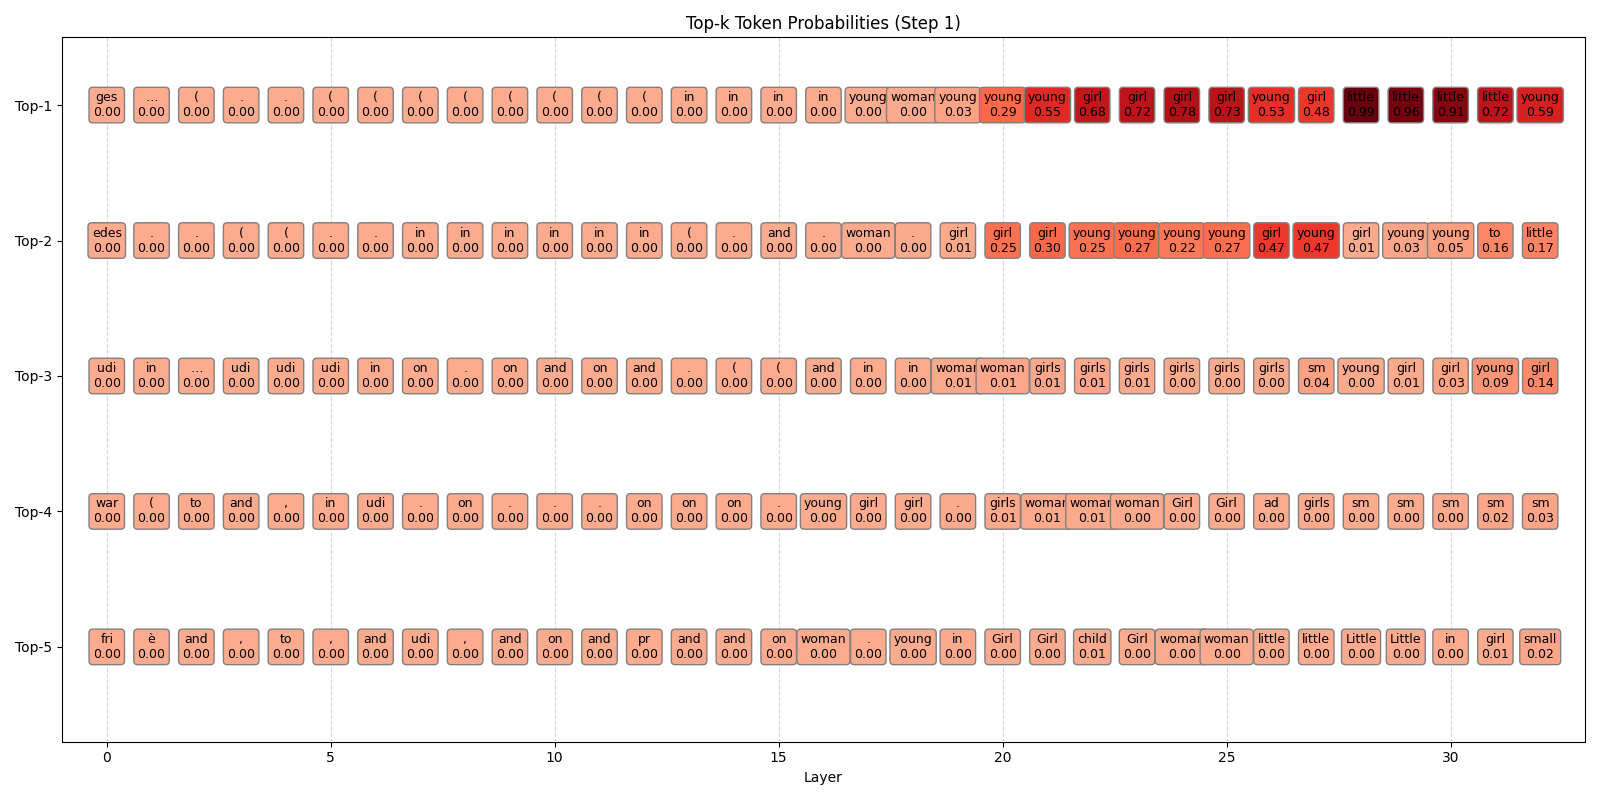 Top-k Token Probabilities (Step 1)
Top-1 ges ... ( . . ( ( ( ( ( ( ( ( in in in in young woman young young young girl girl girl girl young girl little little little little young
0.00 0.00 0.00 0.00 0.00 0.00 0.00 0.00 0.00 0.00 0.00 0.00 0.00 0.00 0.00 0.00 0.00 0.00 0.00 0.03 0.29 0.55 0.68 0.72 0.78 0.73 0.53 0.48 0.99 0.96 0.91 0.72 0.59
Top-2 edes . . ( ( . . in in in in in in ( . and . woman . girl girl girl young young young young girl young girl young young to little
0.00 0.00 0.00 0.00 0.00 0.00 0.00 0.00 0.00 0.00 0.00 0.00 0.00 0.00 0.00 0.00 0.00 0.00 0.00 0.01 0.25 0.30 0.25 0.27 0.22 0.27 0.47 0.47 0.01 0.03 0.05 0.16 0.17
Top-3 udi in ... udi udi udi in on . on and on and . ( ( and in in woman woman girls girls girls girls girls girls sm young girl girl young girl
0.00 0.00 0.00 0.00 0.00 0.00 0.00 0.00 0.00 0.00 0.00 0.00 0.00 0.00 0.00 0.00 0.00 0.00 0.00 0.01 0.01 0.01 0.01 0.01 0.00 0.00 0.00 0.04 0.00 0.01 0.03 0.09 0.14
Top-4 war ( to and , in udi . on . . . on on on . young girl girl . girls woman woman woman Girl Girl ad girls sm sm sm sm sm
0.00 0.00 0.00 0.00 0.00 0.00 0.00 0.00 0.00 0.00 0.00 0.00 0.00 0.00 0.00 0.00 0.00 0.00 0.00 0.00 0.01 0.01 0.01 0.00 0.00 0.00 0.00 0.00 0.00 0.00 0.00 0.02 0.03
Top-5 fri è and , to , and udi , and on and pr and and on woman . young in Girl Girl child Girl woman woman little little Little Little in girl small
0.00 0.00 0.00 0.00 0.00 0.00 0.00 0.00 0.00 0.00 0.00 0.00 0.00 0.00 0.00 0.00 0.00 0.00 0.00 0.00 0.00 0.00 0.01 0.00 0.00 0.00 0.00 0.00 0.00 0.00 0.00 0.01 0.02
0 5 10 15 20 25 30
Layer